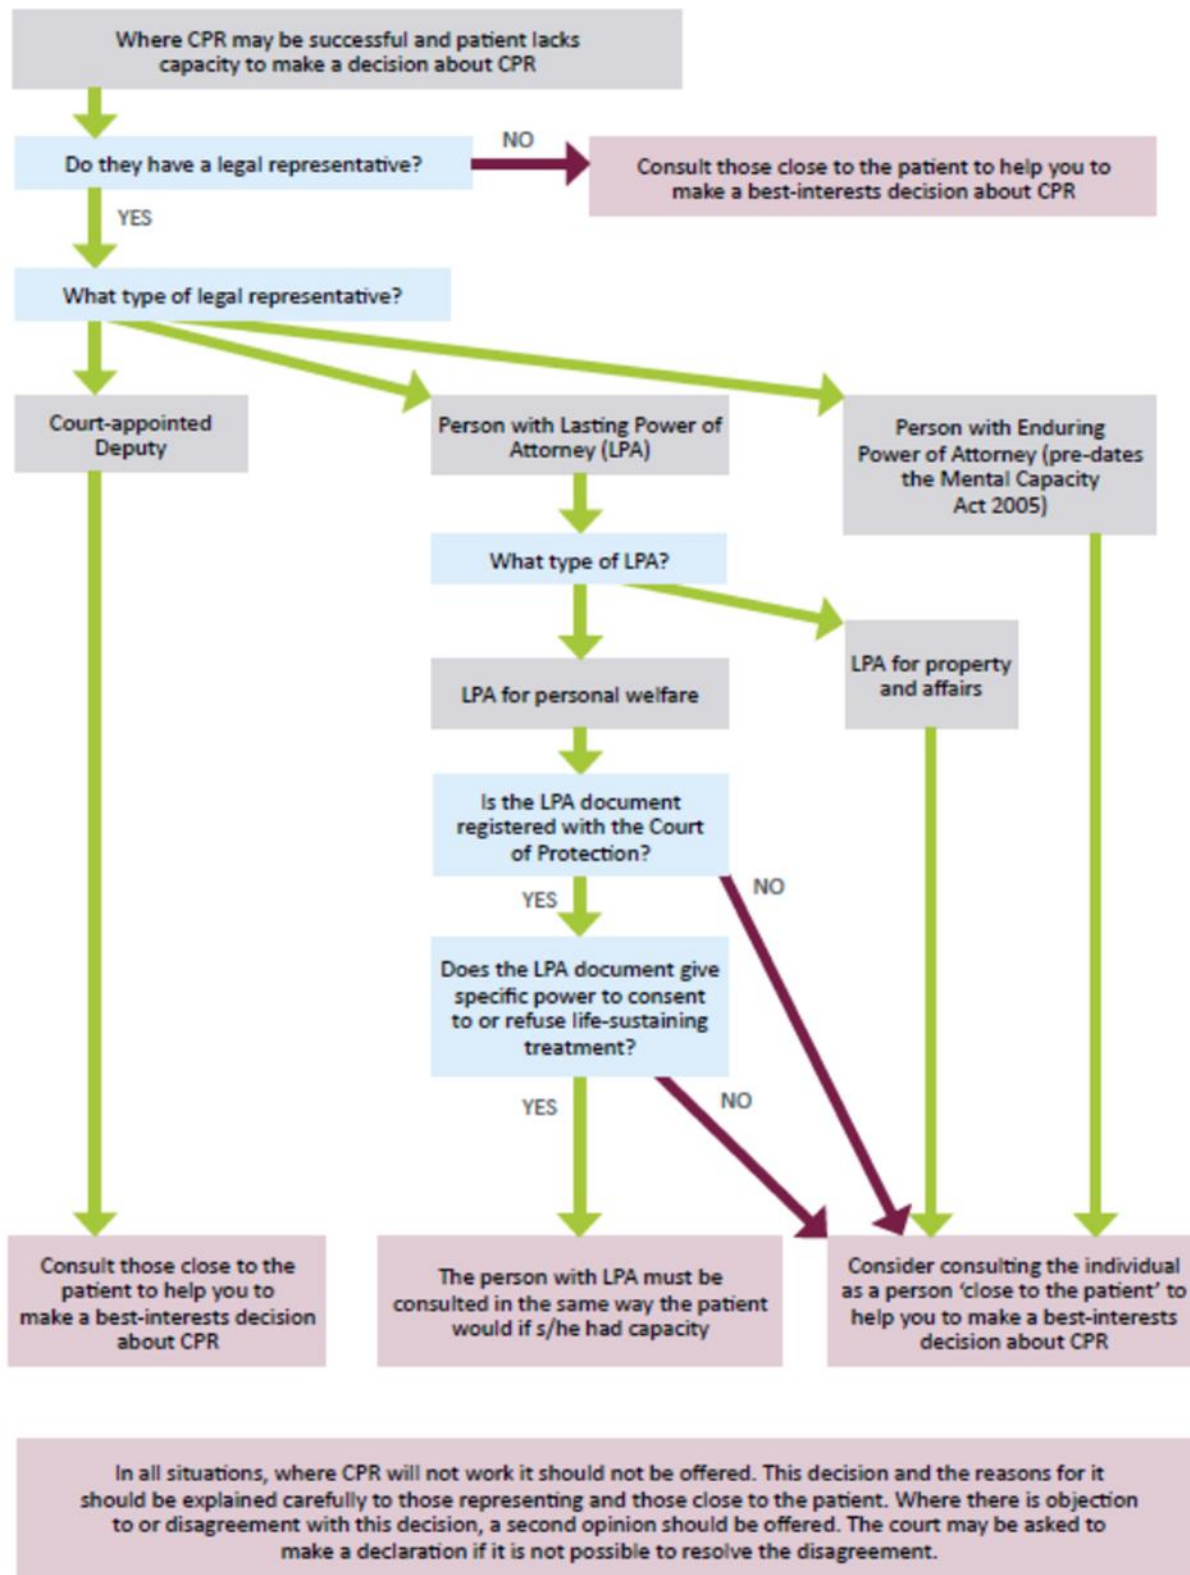 Where CPR may be successful and patient lacks
capacity to make a decision about CPR
Do they have a legal representative?
NO
Consult those close to the patient to help you to
make a best-interests decision about CPR
YES
What type of legal representative?
Court-appointed
Deputy
Person with Lasting Power of
Attorney (LPA)
Person with Enduring
Power of Attorney (pre-dates
the Mental Capacity
Act 2005)
What type of LPA?
LPA for personal welfare
LPA for property
and affairs
Is the LPA document
registered with the Court
of Protection?
NO
YES
Does the LPA document give
specific power to consent
to or refuse life-sustaining
treatment?
YES
NO
Consult those close to the
patient to help you to
make a best-interests decision
about CPR
The person with LPA must be
consulted in the same way the patient
would if s/he had capacity
Consider consulting the individual
as a person ‘close to the patient’ to
help you to make a best-interests
decision about CPR
In all situations, where CPR will not work it should not be offered. This decision and the reasons for it
should be explained carefully to those representing and those close to the patient. Where there is objection
to or disagreement with this decision, a second opinion should be offered. The court may be asked to
make a declaration if it is not possible to resolve the disagreement.